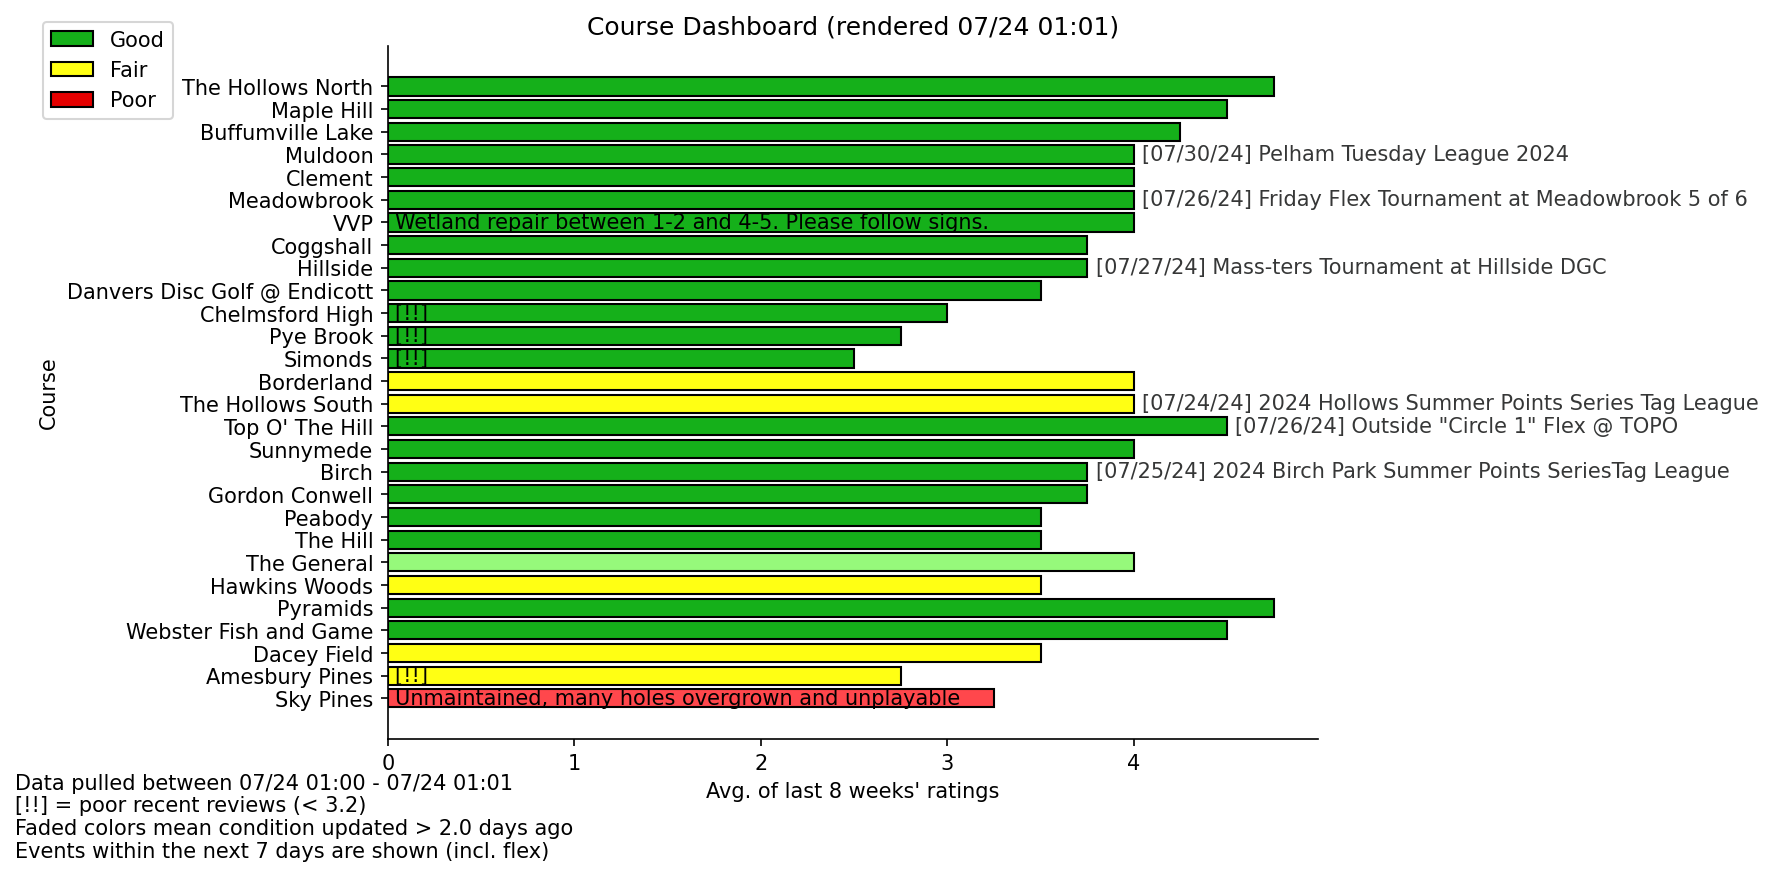 Course Dashboard (rendered 07/24 01:01)
Good
Fair
Poor
The Hollows North
Maple Hill
Buffumville Lake
Muldoon [07/30/24] Pelham Tuesday League 2024
Clement
Meadowbrook [07/26/24] Friday Flex Tournament at Meadowbrook 5 of 6
VVP Wetland repair between 1-2 and 4-5. Please follow signs.
Coggshall
Hillside [07/27/24] Mass-ters Tournament at Hillside DGC
Danvers Disc Golf @ Endicott
Chelmsford High [!!]
Pye Brook [!!]
Simonds [!!]
Borderland
The Hollows South [07/24/24] 2024 Hollows Summer Points Series Tag League
Top O' The Hill [07/26/24] Outside "Circle 1" Flex @ TOPO
Sunnymede
Birch [07/25/24] 2024 Birch Park Summer Points SeriesTag League
Gordon Conwell
Peabody
The Hill
The General
Hawkins Woods
Pyramids
Webster Fish and Game
Dacey Field
Amesbury Pines [!!]
Sky Pines Unmaintained, many holes overgrown and unplayable
Course
0 1 2 3 4
Avg. of last 8 weeks' ratings
Data pulled between 07/24 01:00 - 07/24 01:01
[!!] = poor recent reviews (< 3.2)
Faded colors mean condition updated > 2.0 days ago
Events within the next 7 days are shown (incl. flex)